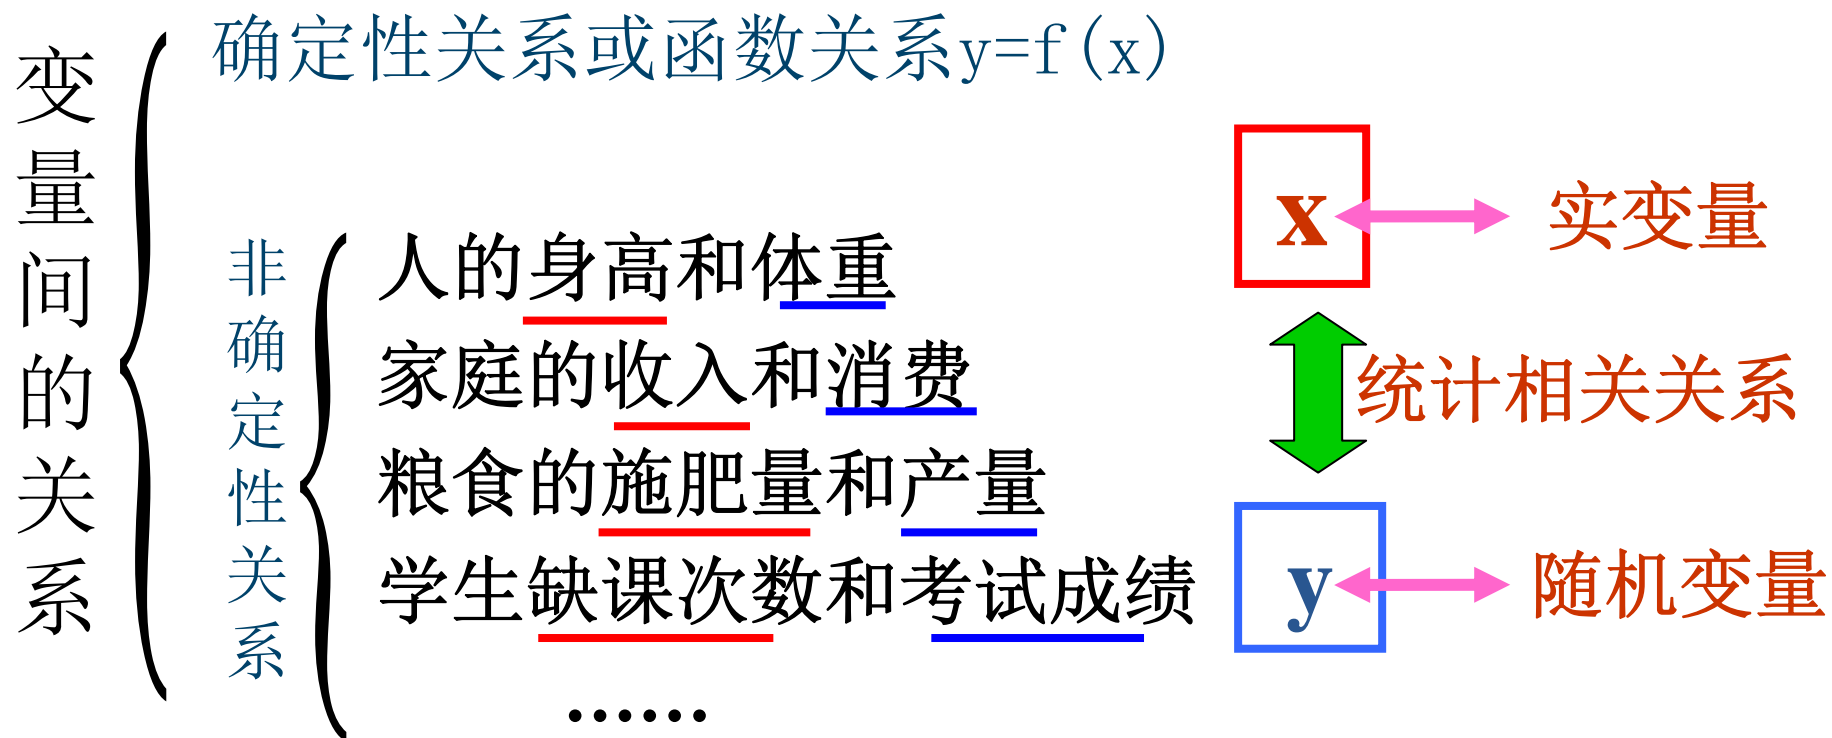 变量间的关系
确定性关系或函数关系y=f(x)
非确定性关系
人的身高和体重
家庭的收入和消费
粮食的施肥量和产量
学生缺课次数和考试成绩
······
x
实变量
统计相关关系
y
随机变量